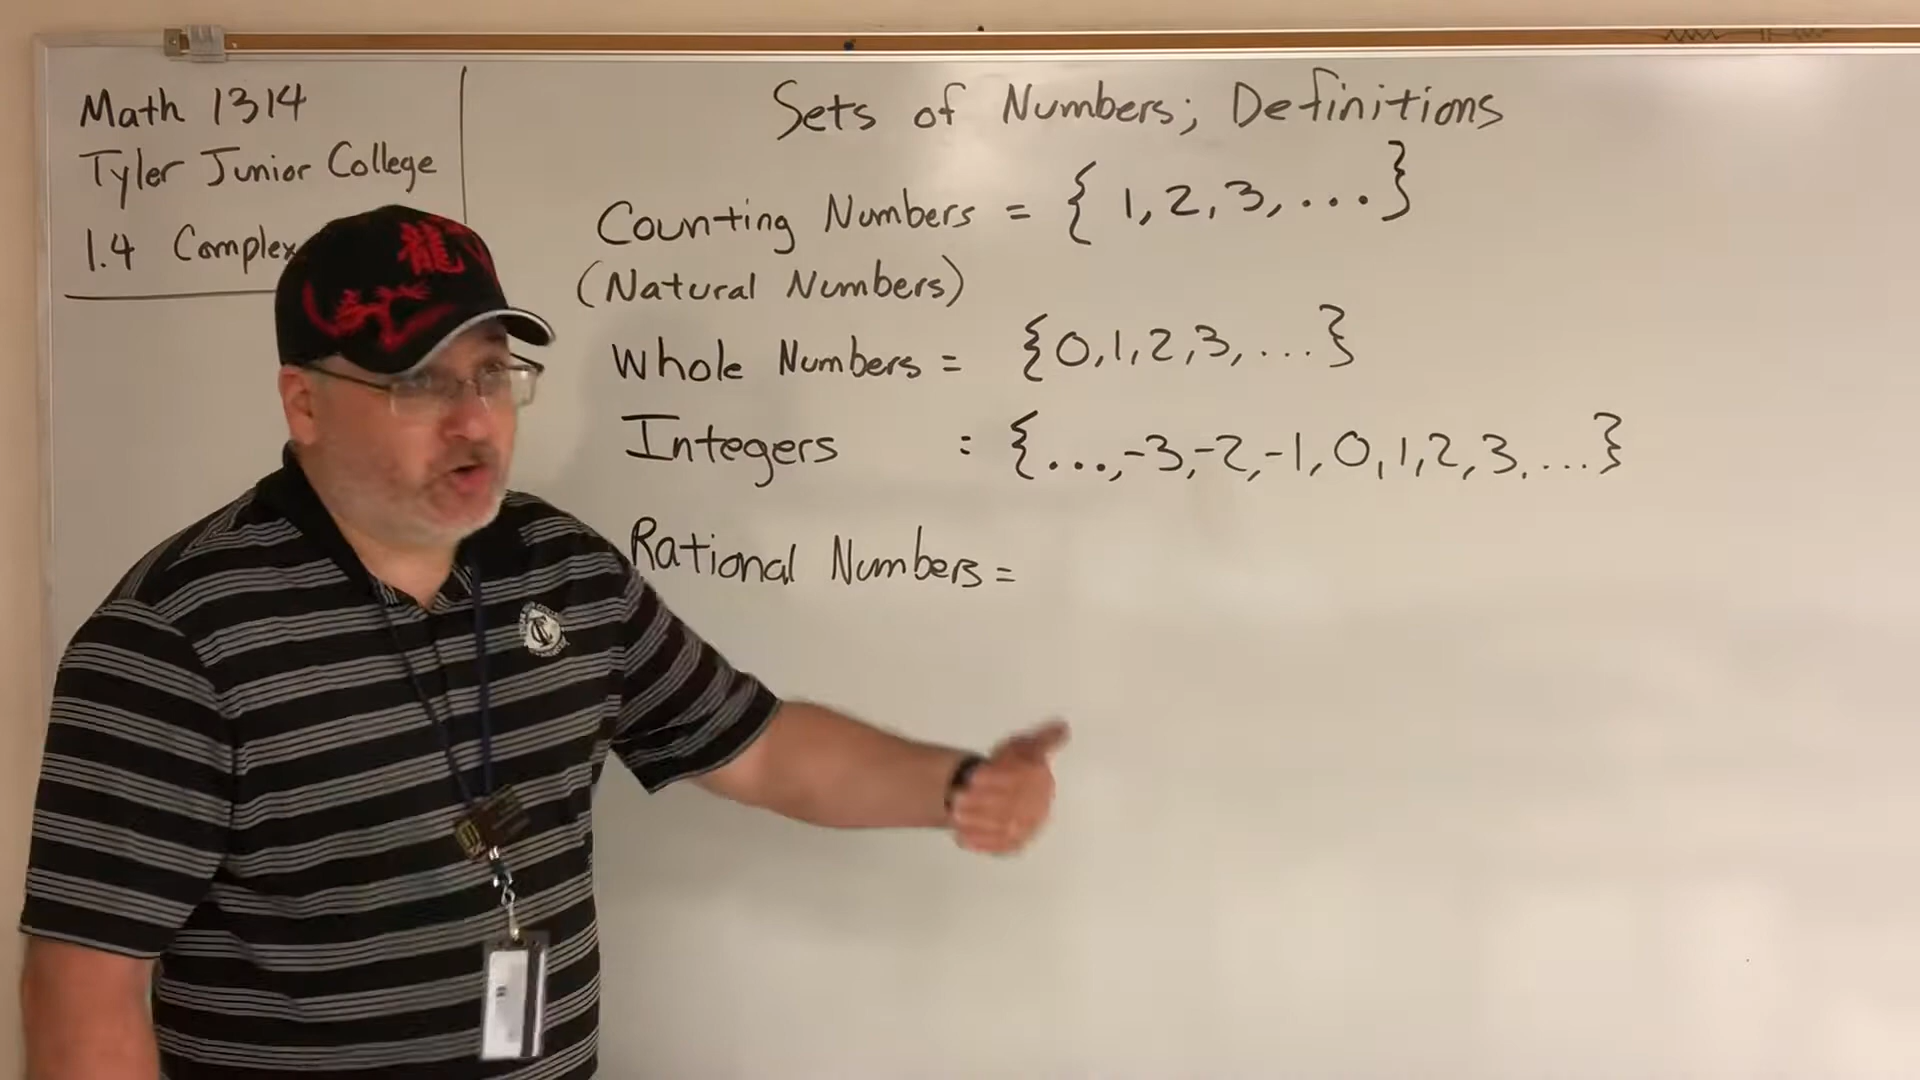 Math 1314
Tyler Junior College
1.4 Complex
Sets of Numbers; Definitions
Counting Numbers = { 1, 2, 3, ... }
(Natural Numbers)
Whole Numbers = {0, 1, 2, 3, ... }
Integers : {..., -3, -2, -1, 0, 1, 2, 3, ... }
Rational Numbers =
龍